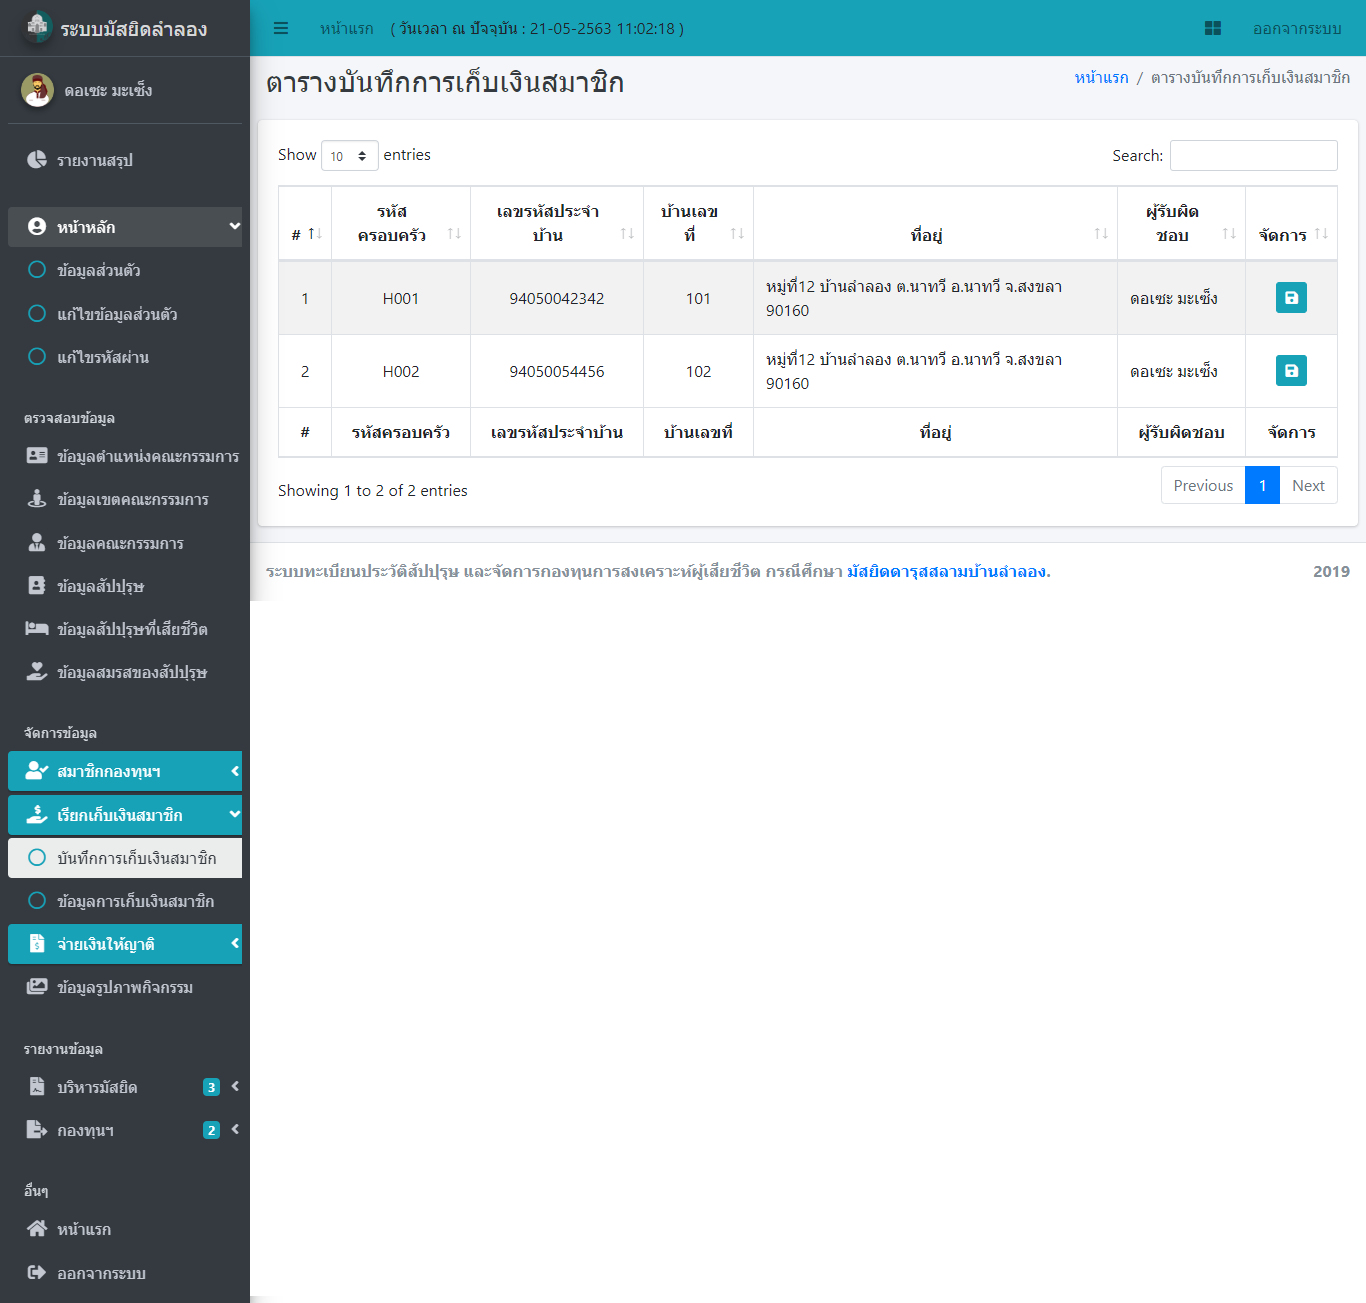 ระบบมัสยิดลำลอง
ดอเซะ มะเซ็ง
รายงานสรุป
หน้าหลัก
ข้อมูลส่วนตัว
แก้ไขข้อมูลส่วนตัว
แก้ไขรหัสผ่าน
ตรวจสอบข้อมูล
ข้อมูลตำแหน่งคณะกรรมการ
ข้อมูลเขตคณะกรรมการ
ข้อมูลคณะกรรมการ
ข้อมูลสัปปุรุษ
ข้อมูลสัปปุรุษที่เสียชีวิต
ข้อมูลสมรสของสัปปุรุษ
จัดการข้อมูล
สมาชิกกองทุนฯ
เรียกเก็บเงินสมาชิก
บันทึกการเก็บเงินสมาชิก
ข้อมูลการเก็บเงินสมาชิก
จ่ายเงินให้ญาติ
ข้อมูลรูปภาพกิจกรรม
รายงานข้อมูล
บริหารมัสยิด 3
กองทุนฯ 2
อื่นๆ
หน้าแรก
ออกจากระบบ
หน้าแรก ( วันเวลา ณ ปัจจุบัน : 21-05-2563 11:02:18 ) ออกจากระบบ
ตารางบันทึกการเก็บเงินสมาชิก
หน้าแรก / ตารางบันทึกการเก็บเงินสมาชิก
Show 10 entries Search:
# รหัสครอบครัว เลขรหัสประจำบ้าน บ้านเลขที่ ที่อยู่ ผู้รับผิดชอบ จัดการ
1 H001 94050042342 101 หมู่ที่12 บ้านลำลอง ต.นาทวี อ.นาทวี จ.สงขลา 90160 ดอเซะ มะเซ็ง
2 H002 94050054456 102 หมู่ที่12 บ้านลำลอง ต.นาทวี อ.นาทวี จ.สงขลา 90160 ดอเซะ มะเซ็ง
# รหัสครอบครัว เลขรหัสประจำบ้าน บ้านเลขที่ ที่อยู่ ผู้รับผิดชอบ จัดการ
Showing 1 to 2 of 2 entries Previous 1 Next
ระบบทะเบียนประวัติสัปปุรุษ และจัดการกองทุนการสงเคราะห์ผู้เสียชีวิต กรณีศึกษา มัสยิดดารุสสลามบ้านลำลอง. 2019